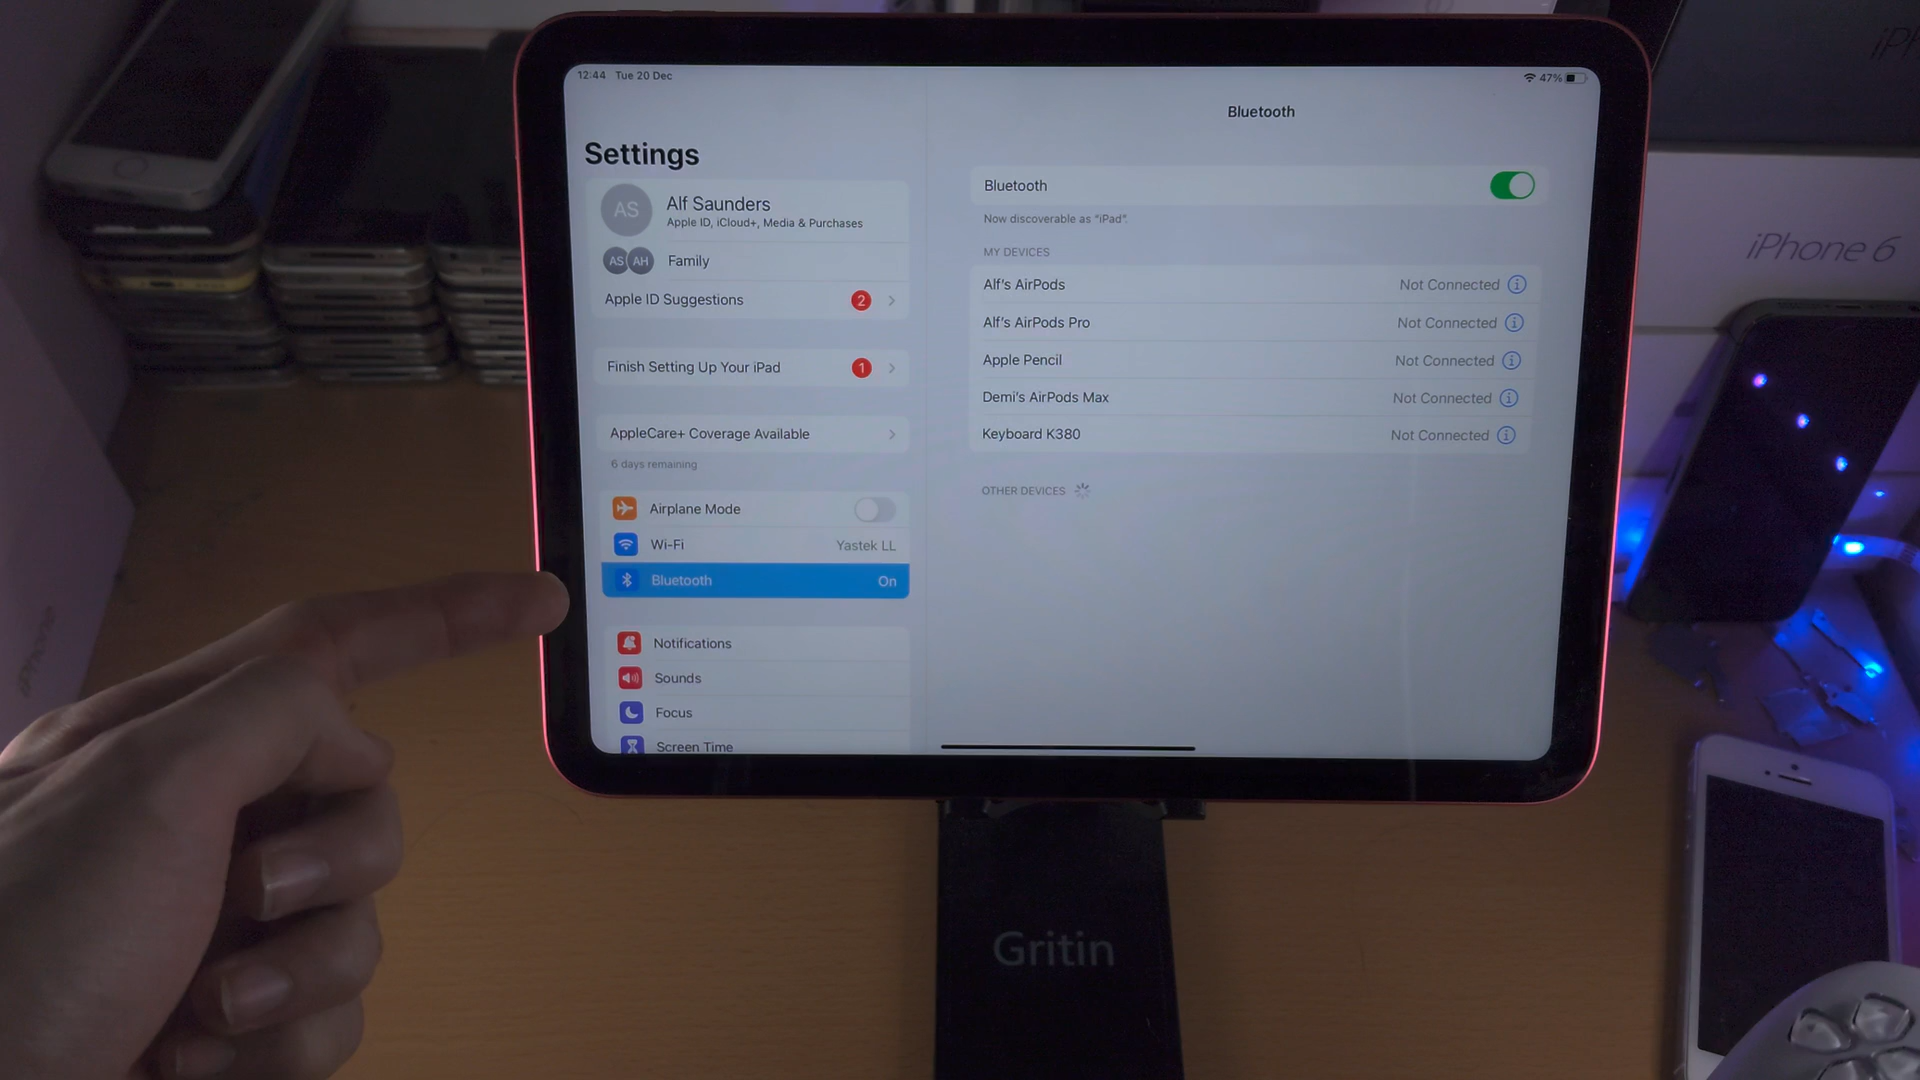 12:44 Tue 20 Dec
47%
Settings
AS
Alf Saunders
Apple ID, iCloud+, Media & Purchases
AS AH Family
Apple ID Suggestions 2
Finish Setting Up Your iPad 1
AppleCare+ Coverage Available
6 days remaining
Airplane Mode
Wi-Fi Yastek LL
Bluetooth On
Notifications
Sounds
Focus
Screen Time
Bluetooth
Bluetooth
Now discoverable as "iPad".
MY DEVICES
Alf's AirPods Not Connected
Alf's AirPods Pro Not Connected
Apple Pencil Not Connected
Demi's AirPods Max Not Connected
Keyboard K380 Not Connected
OTHER DEVICES
Gritin
iPhone 6
iPhone